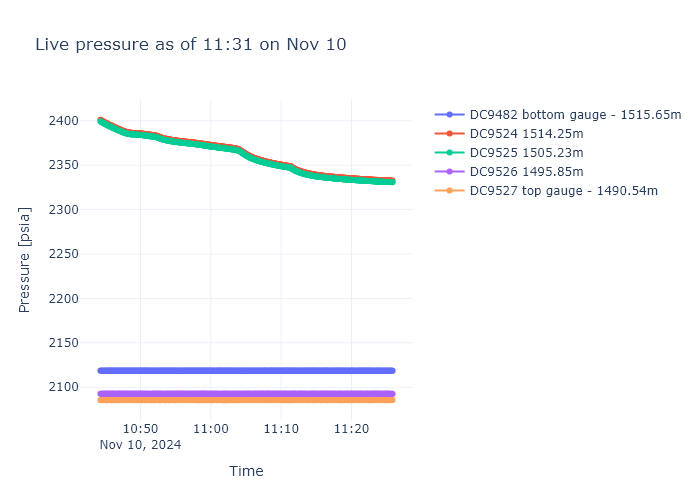 Live pressure as of 11:31 on Nov 10
DC9482 bottom gauge - 1515.65m
DC9524 1514.25m
DC9525 1505.23m
DC9526 1495.85m
DC9527 top gauge - 1490.54m
Pressure [psia]
2400
2350
2300
2250
2200
2150
2100
10:50
11:00
11:10
11:20
Nov 10, 2024
Time